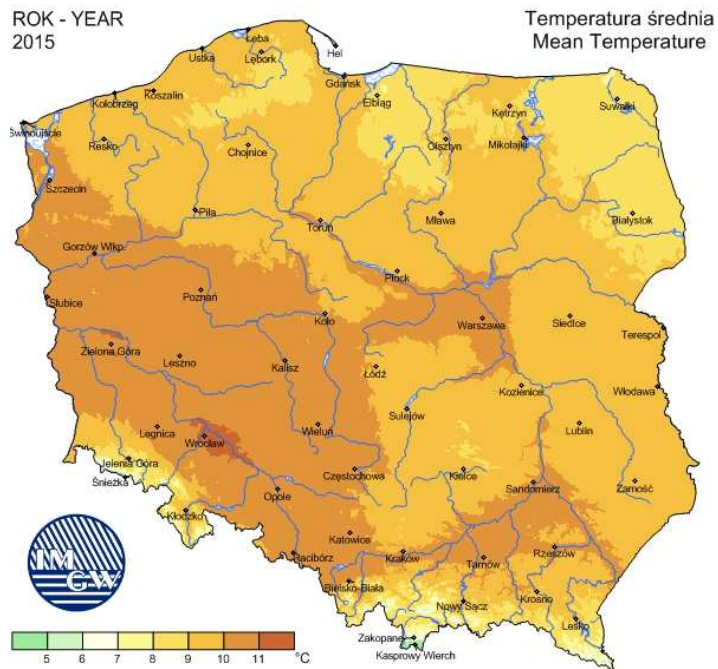 ROK - YEAR
2015
Temperatura średnia
Mean Temperature
Łeba
Hel
Ustka
Lębork
Gdańsk
Koszalin
Kołobrzeg
Elbląg
Kętrzyn
Suwałki
Świnoujście
Resko
Chojnice
Olsztyn
Mikołajki
Szczecin
Piła
Toruń
Mława
Białystok
Gorzów Wlkp.
Płock
Słubice
Poznań
Koło
Warszawa
Siedlce
Terespol
Zielona Góra
Leszno
Kalisz
Łódź
Kozienice
Włodawa
Sulejów
Legnica
Wrocław
Wieluń
Lublin
Jelenia Góra
Śnieżka
Częstochowa
Kielce
Sandomierz
Zamość
Opole
Kłodzko
Katowice
Racibórz
Kraków
Tarnów
Rzeszów
Bielsko-Biała
Nowy Sącz
Krosno
Lesko
Zakopane
Kasprowy Wierch
IM
GW
5 6 7 8 9 10 11 °C